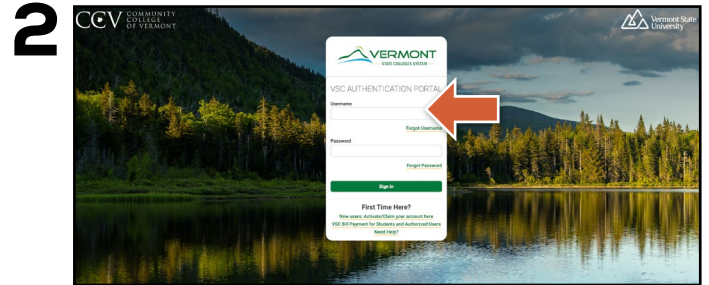 2
CCV COMMUNITY
COLLEGE
OF VERMONT
Vermont State
University
VERMONT
STATE COLLEGES SYSTEM
VSC AUTHENTICATION PORTAL
Username
Forgot Username
Password
Forgot Password
Sign in
First Time Here?
New users: Activate/Claim your account here
VSC Bill Payment for Students and Authorized Users
Need Help?